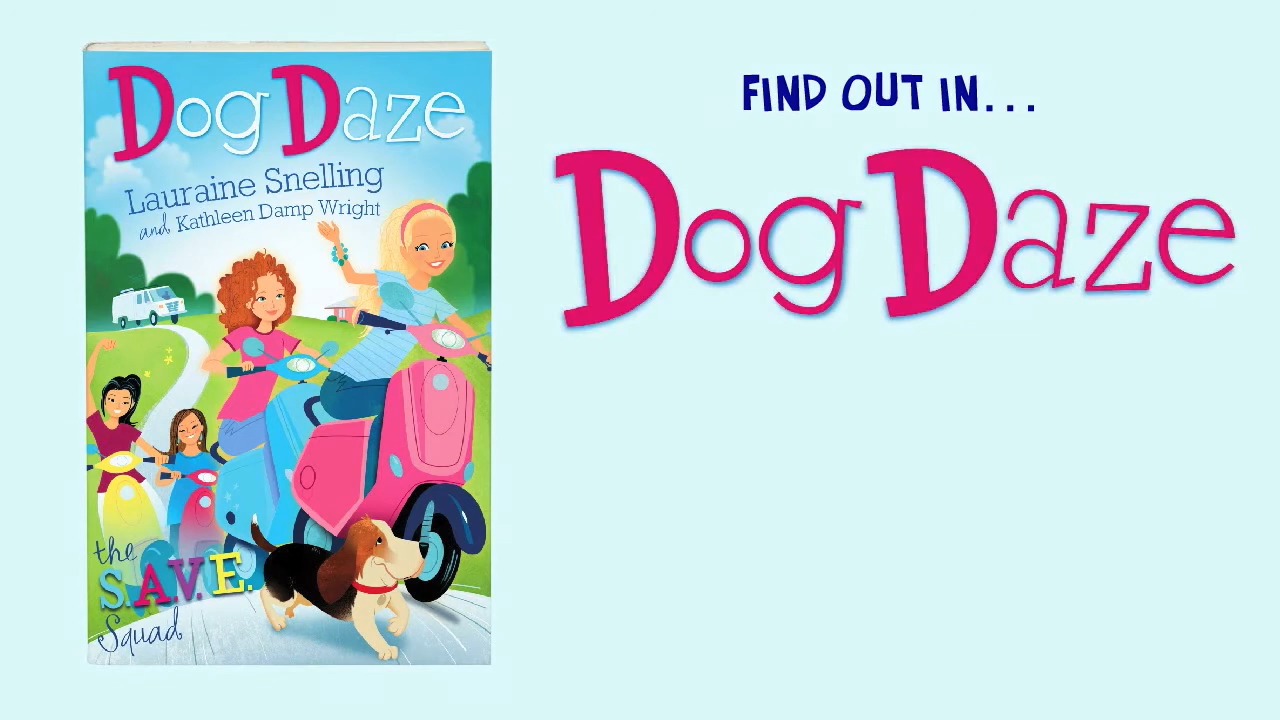 Dog Daze
Lauraine Snelling
and Kathleen Damp Wright
the
S.A.V.E.
Squad
FIND OUT IN...
Dog Daze